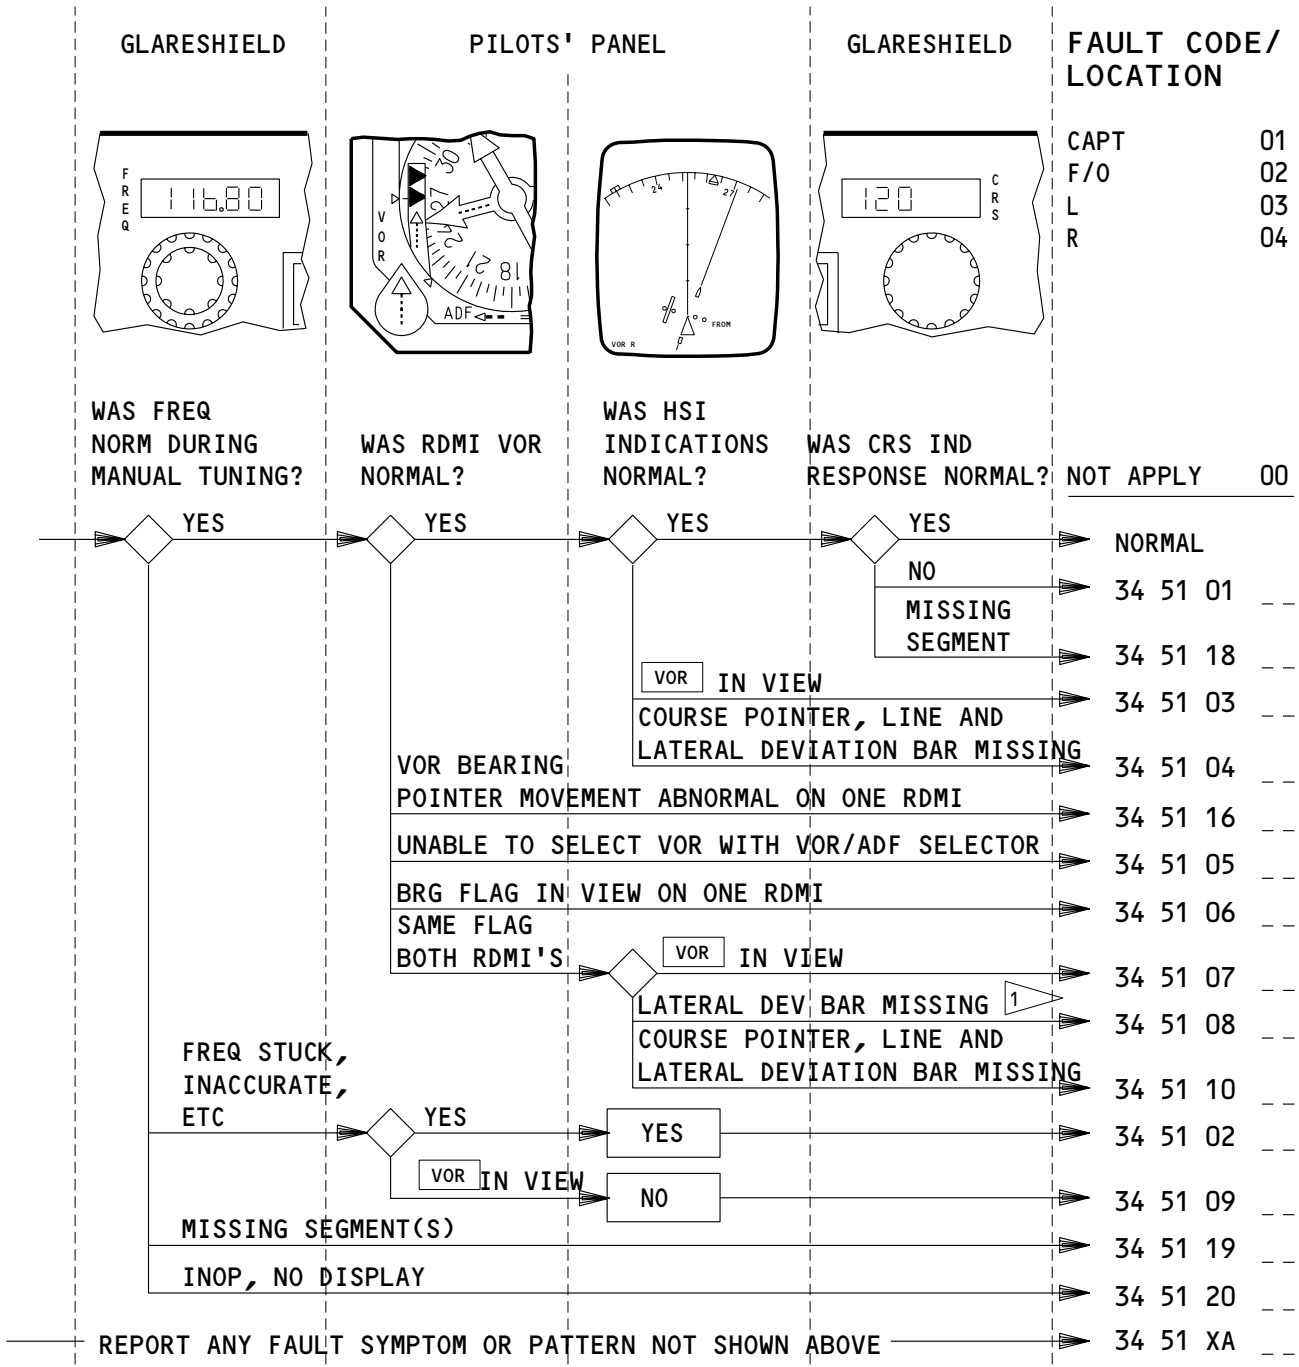 GLARESHIELD
PILOTS' PANEL
GLARESHIELD
FAULT CODE/
LOCATION
CAPT 01
F/O 02
L 03
R 04
FREQ
116.80
VOR
30
27
24
21
18
ADF
24
27
FROM
VOR R
120
CRS
WAS FREQ
NORM DURING
MANUAL TUNING?
WAS RDMI VOR
NORMAL?
WAS HSI
INDICATIONS
NORMAL?
WAS CRS IND
RESPONSE NORMAL?
NOT APPLY 00
YES
YES
YES
YES
NORMAL
NO
34 51 01 _ _
MISSING
SEGMENT
34 51 18 _ _
VOR IN VIEW
34 51 03 _ _
COURSE POINTER, LINE AND
LATERAL DEVIATION BAR MISSING
34 51 04 _ _
VOR BEARING
POINTER MOVEMENT ABNORMAL ON ONE RDMI
34 51 16 _ _
UNABLE TO SELECT VOR WITH VOR/ADF SELECTOR
34 51 05 _ _
BRG FLAG IN VIEW ON ONE RDMI
34 51 06 _ _
SAME FLAG
BOTH RDMI'S
VOR IN VIEW
34 51 07 _ _
LATERAL DEV BAR MISSING 1
34 51 08 _ _
COURSE POINTER, LINE AND
LATERAL DEVIATION BAR MISSING
34 51 10 _ _
FREQ STUCK,
INACCURATE,
ETC
YES
YES
34 51 02 _ _
VOR IN VIEW
NO
34 51 09 _ _
MISSING SEGMENT(S)
34 51 19 _ _
INOP, NO DISPLAY
34 51 20 _ _
REPORT ANY FAULT SYMPTOM OR PATTERN NOT SHOWN ABOVE
34 51 XA _ _